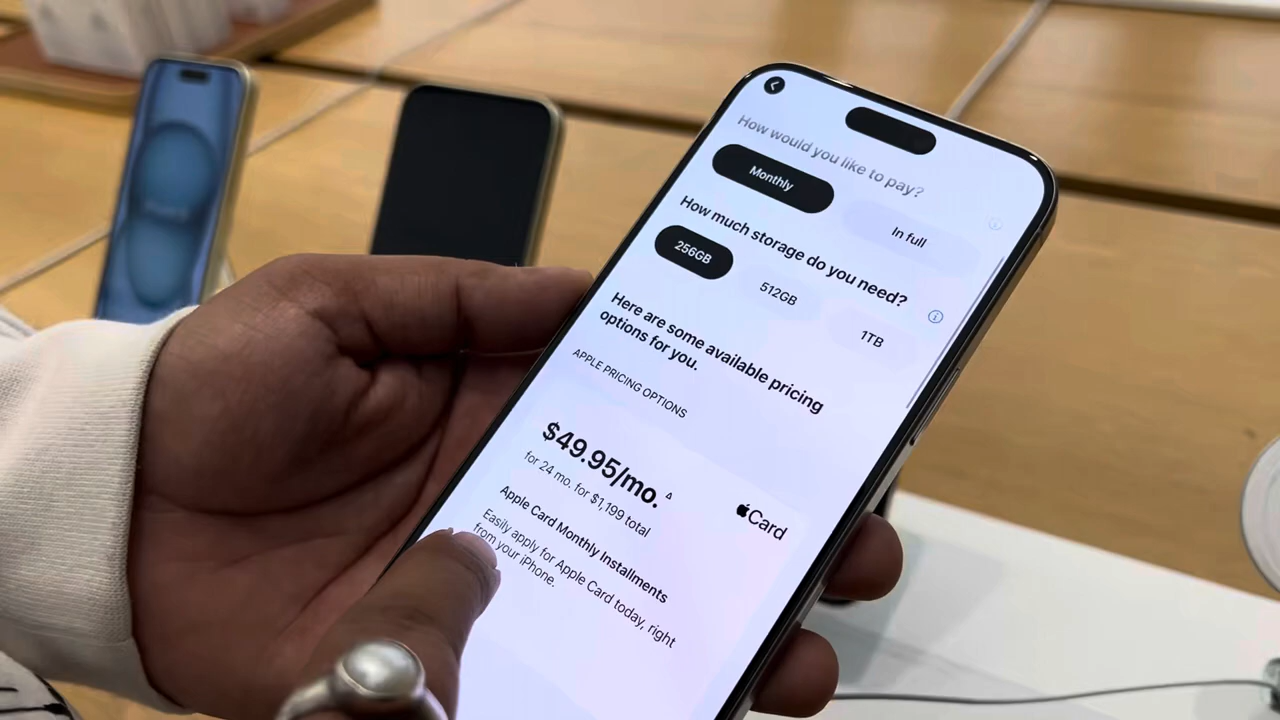 How would you like to pay?
Monthly
In full
How much storage do you need?
256GB
512GB
1TB
Here are some available pricing
options for you.
APPLE PRICING OPTIONS
$49.95/mo.
for 24 mo. for $1,199 total
Card
Apple Card Monthly Installments
Easily apply for Apple Card today, right
from your iPhone.